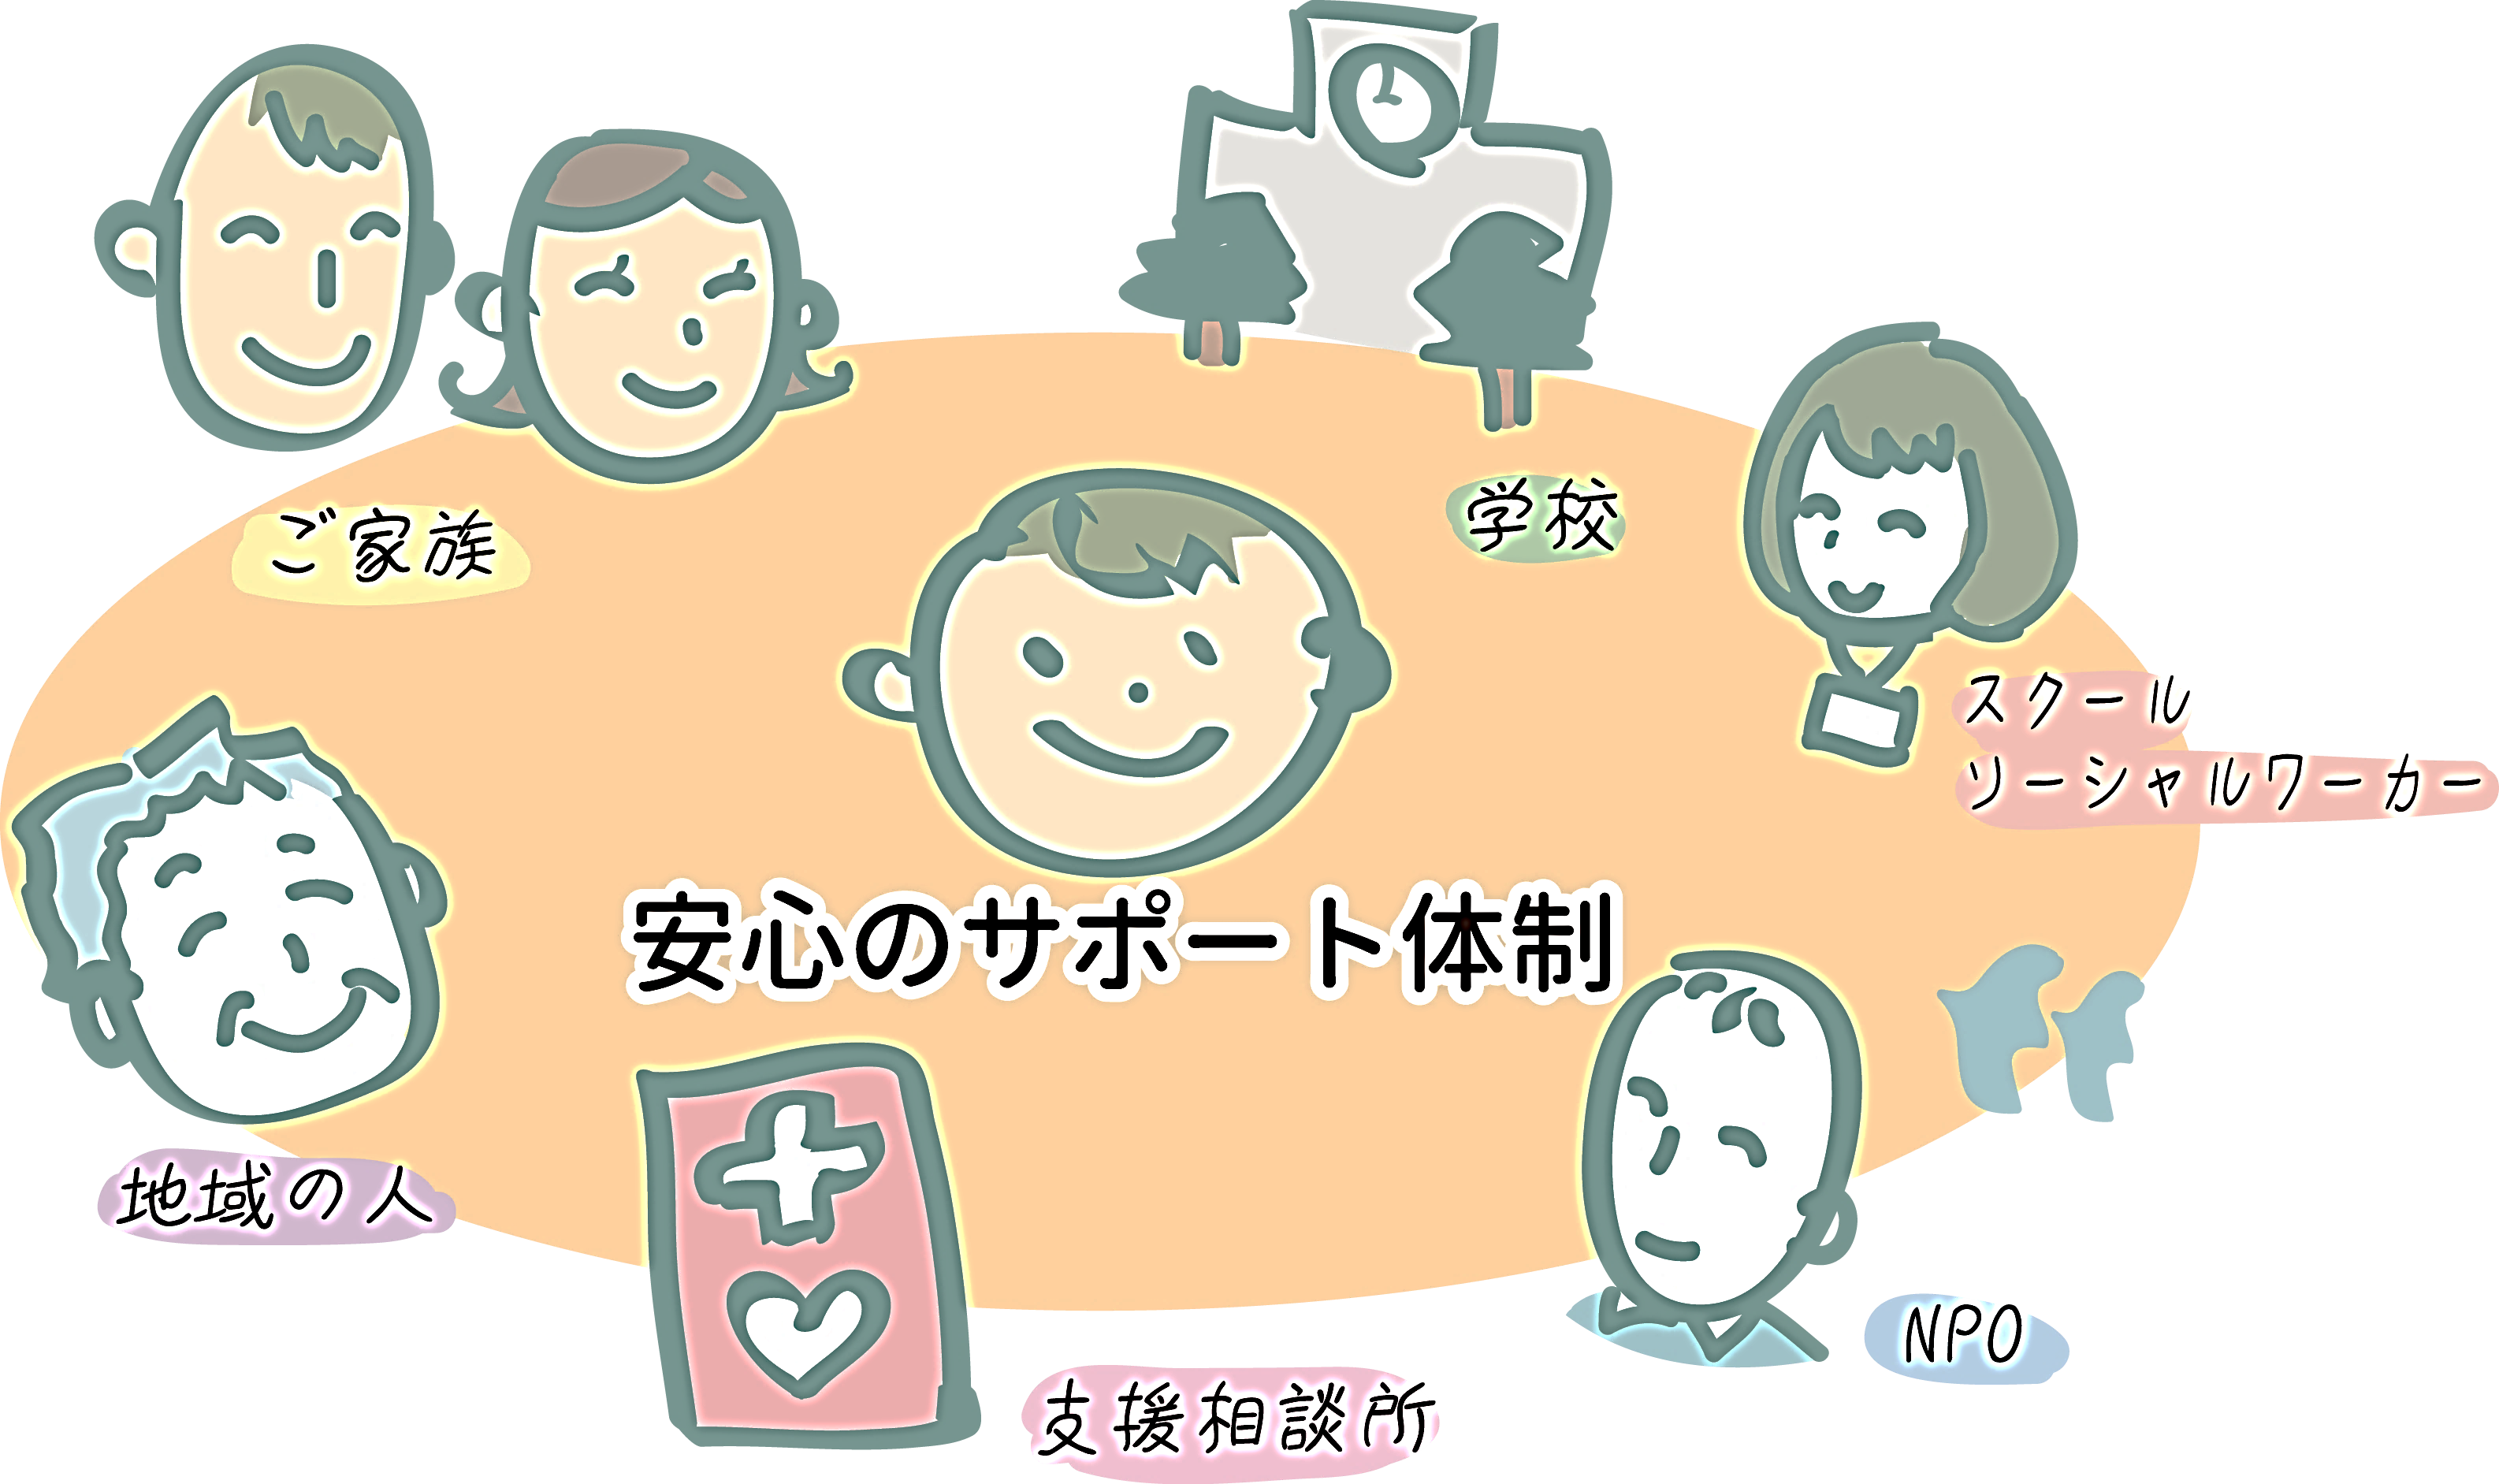 ご家族
学校
スクール
ソーシャルワーカー
安心のサポート体制
地域の人
NPO
支援相談所